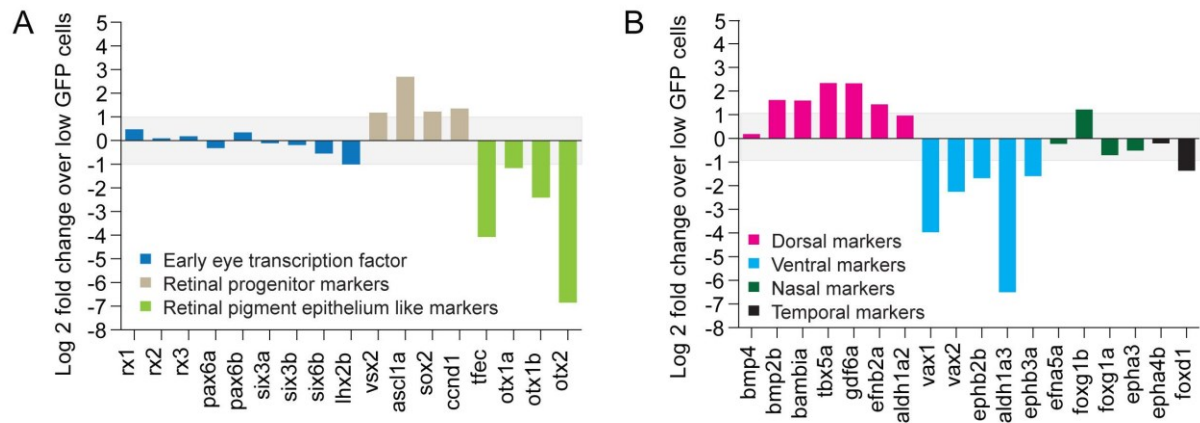 A
Log 2 fold change over low GFP cells
5
4
3
2
1
0
-1
-2
-3
-4
-5
-6
-7
-8
Early eye transcription factor
Retinal progenitor markers
Retinal pigment epithelium like markers
rx1
rx2
rx3
pax6a
pax6b
six3a
six3b
six6b
lhx2b
vsx2
ascl1a
sox2
ccnd1
tfec
otx1a
otx1b
otx2
B
Log 2 fold change over low GFP cells
5
4
3
2
1
0
-1
-2
-3
-4
-5
-6
-7
-8
Dorsal markers
Ventral markers
Nasal markers
Temporal markers
bmp4
bmp2b
bambia
tbx5a
gdf6a
efnb2a
aldh1a2
vax1
vax2
ephb2b
aldh1a3
ephb3a
efna5a
foxg1b
foxg1a
epha3
epha4b
foxd1